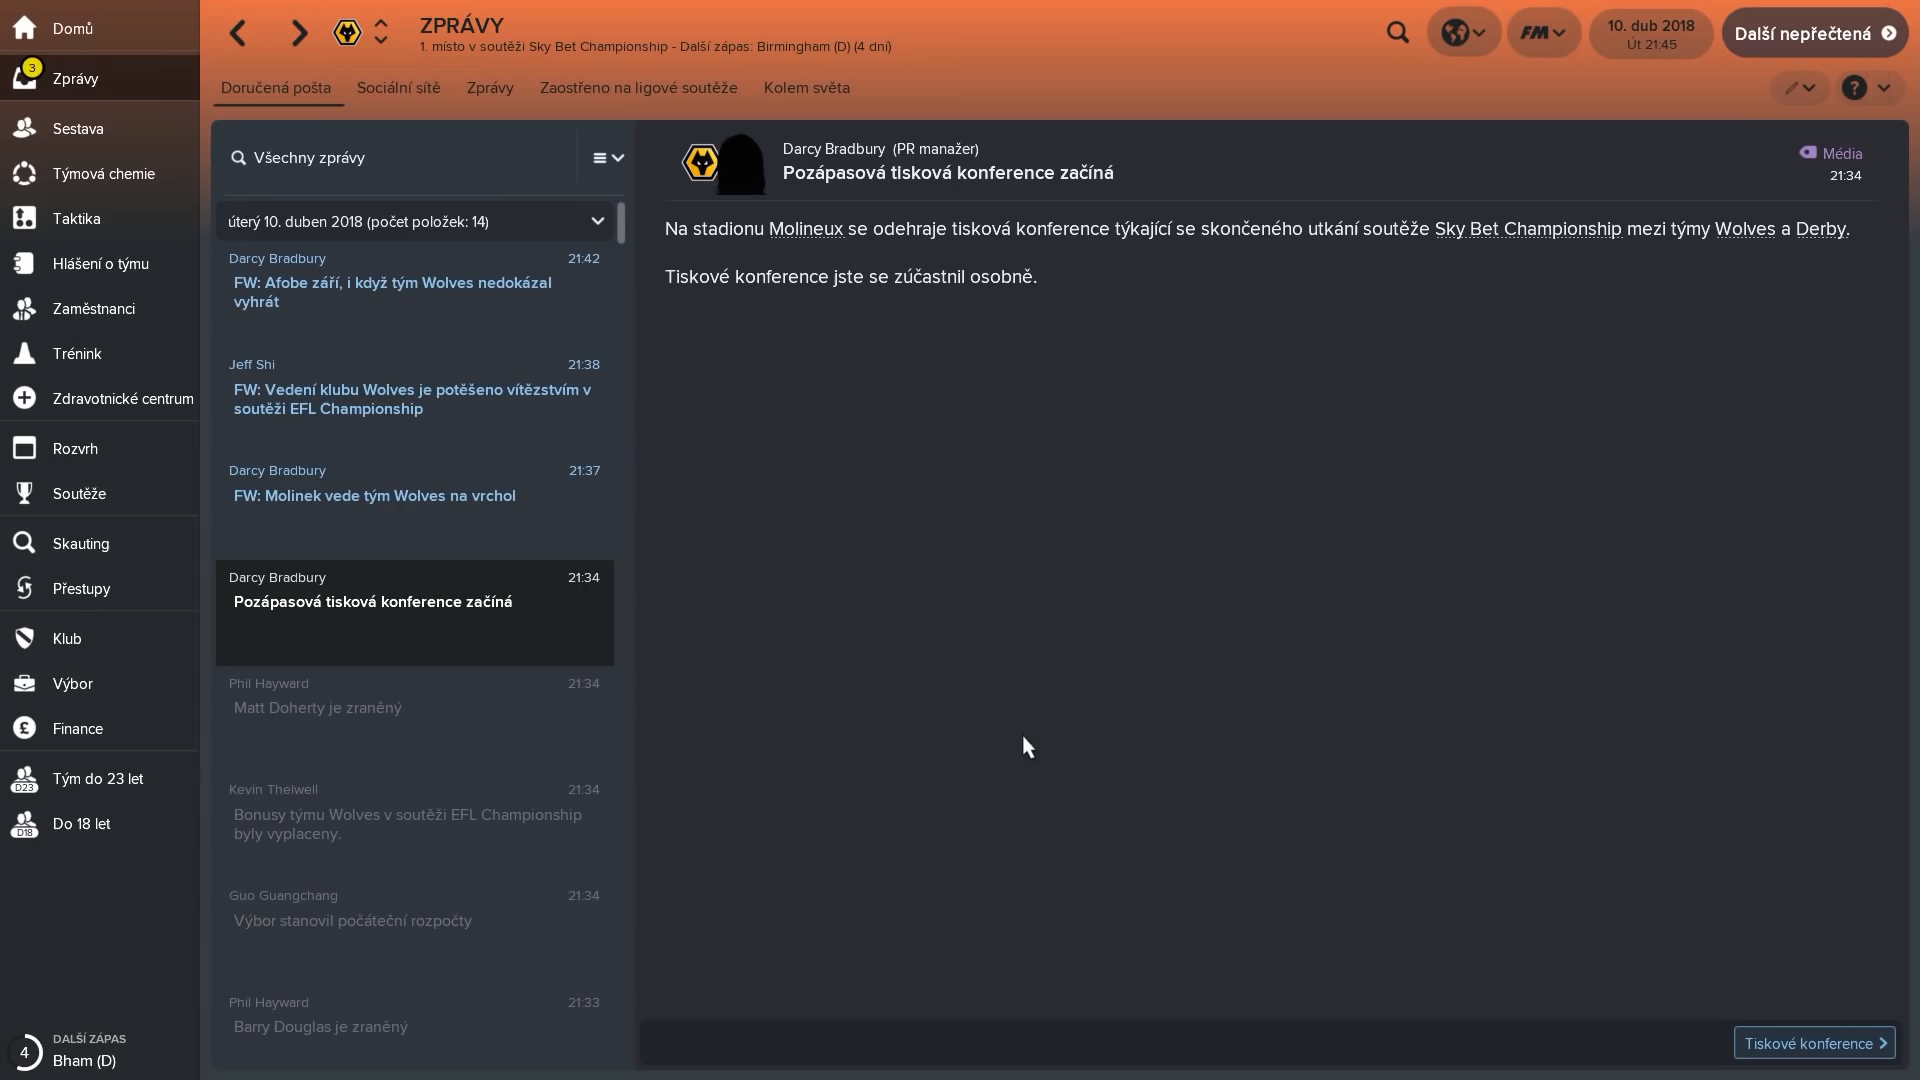 Domů
3
Zprávy
Sestava
Týmová chemie
Taktika
Hlášení o týmu
Zaměstnanci
Trénink
Zdravotnické centrum
Rozvrh
Soutěže
Skauting
Přestupy
Klub
Výbor
£
Finance
D23
Tým do 23 let
D18
Do 18 let
4
DALŠÍ ZÁPAS
Bham (D)
ZPRÁVY
1. místo v soutěži Sky Bet Championship - Další zápas: Birmingham (D) (4 dní)
FM
10. dub 2018
Út 21:45
Další nepřečtená
Doručená pošta
Sociální sítě
Zprávy
Zaostřeno na ligové soutěže
Kolem světa
?
Všechny zprávy
úterý 10. duben 2018 (počet položek: 14)
Darcy Bradbury 21:42
FW: Afobe září, i když tým Wolves nedokázal
vyhrát
Jeff Shi 21:38
FW: Vedení klubu Wolves je potěšeno vítězstvím v
soutěži EFL Championship
Darcy Bradbury 21:37
FW: Molinek vede tým Wolves na vrchol
Darcy Bradbury 21:34
Pozápasová tisková konference začíná
Phil Hayward 21:34
Matt Doherty je zraněný
Kevin Thelwell 21:34
Bonusy týmu Wolves v soutěži EFL Championship
byly vyplaceny.
Guo Guangchang 21:34
Výbor stanovil počáteční rozpočty
Phil Hayward 21:33
Barry Douglas je zraněný
Darcy Bradbury (PR manažer)
Pozápasová tisková konference začíná
Média
21:34
Na stadionu Molineux se odehraje tisková konference týkající se skončeného utkání soutěže Sky Bet Championship mezi týmy Wolves a Derby.
Tiskové konference jste se zúčastnil osobně.
Tiskové konference